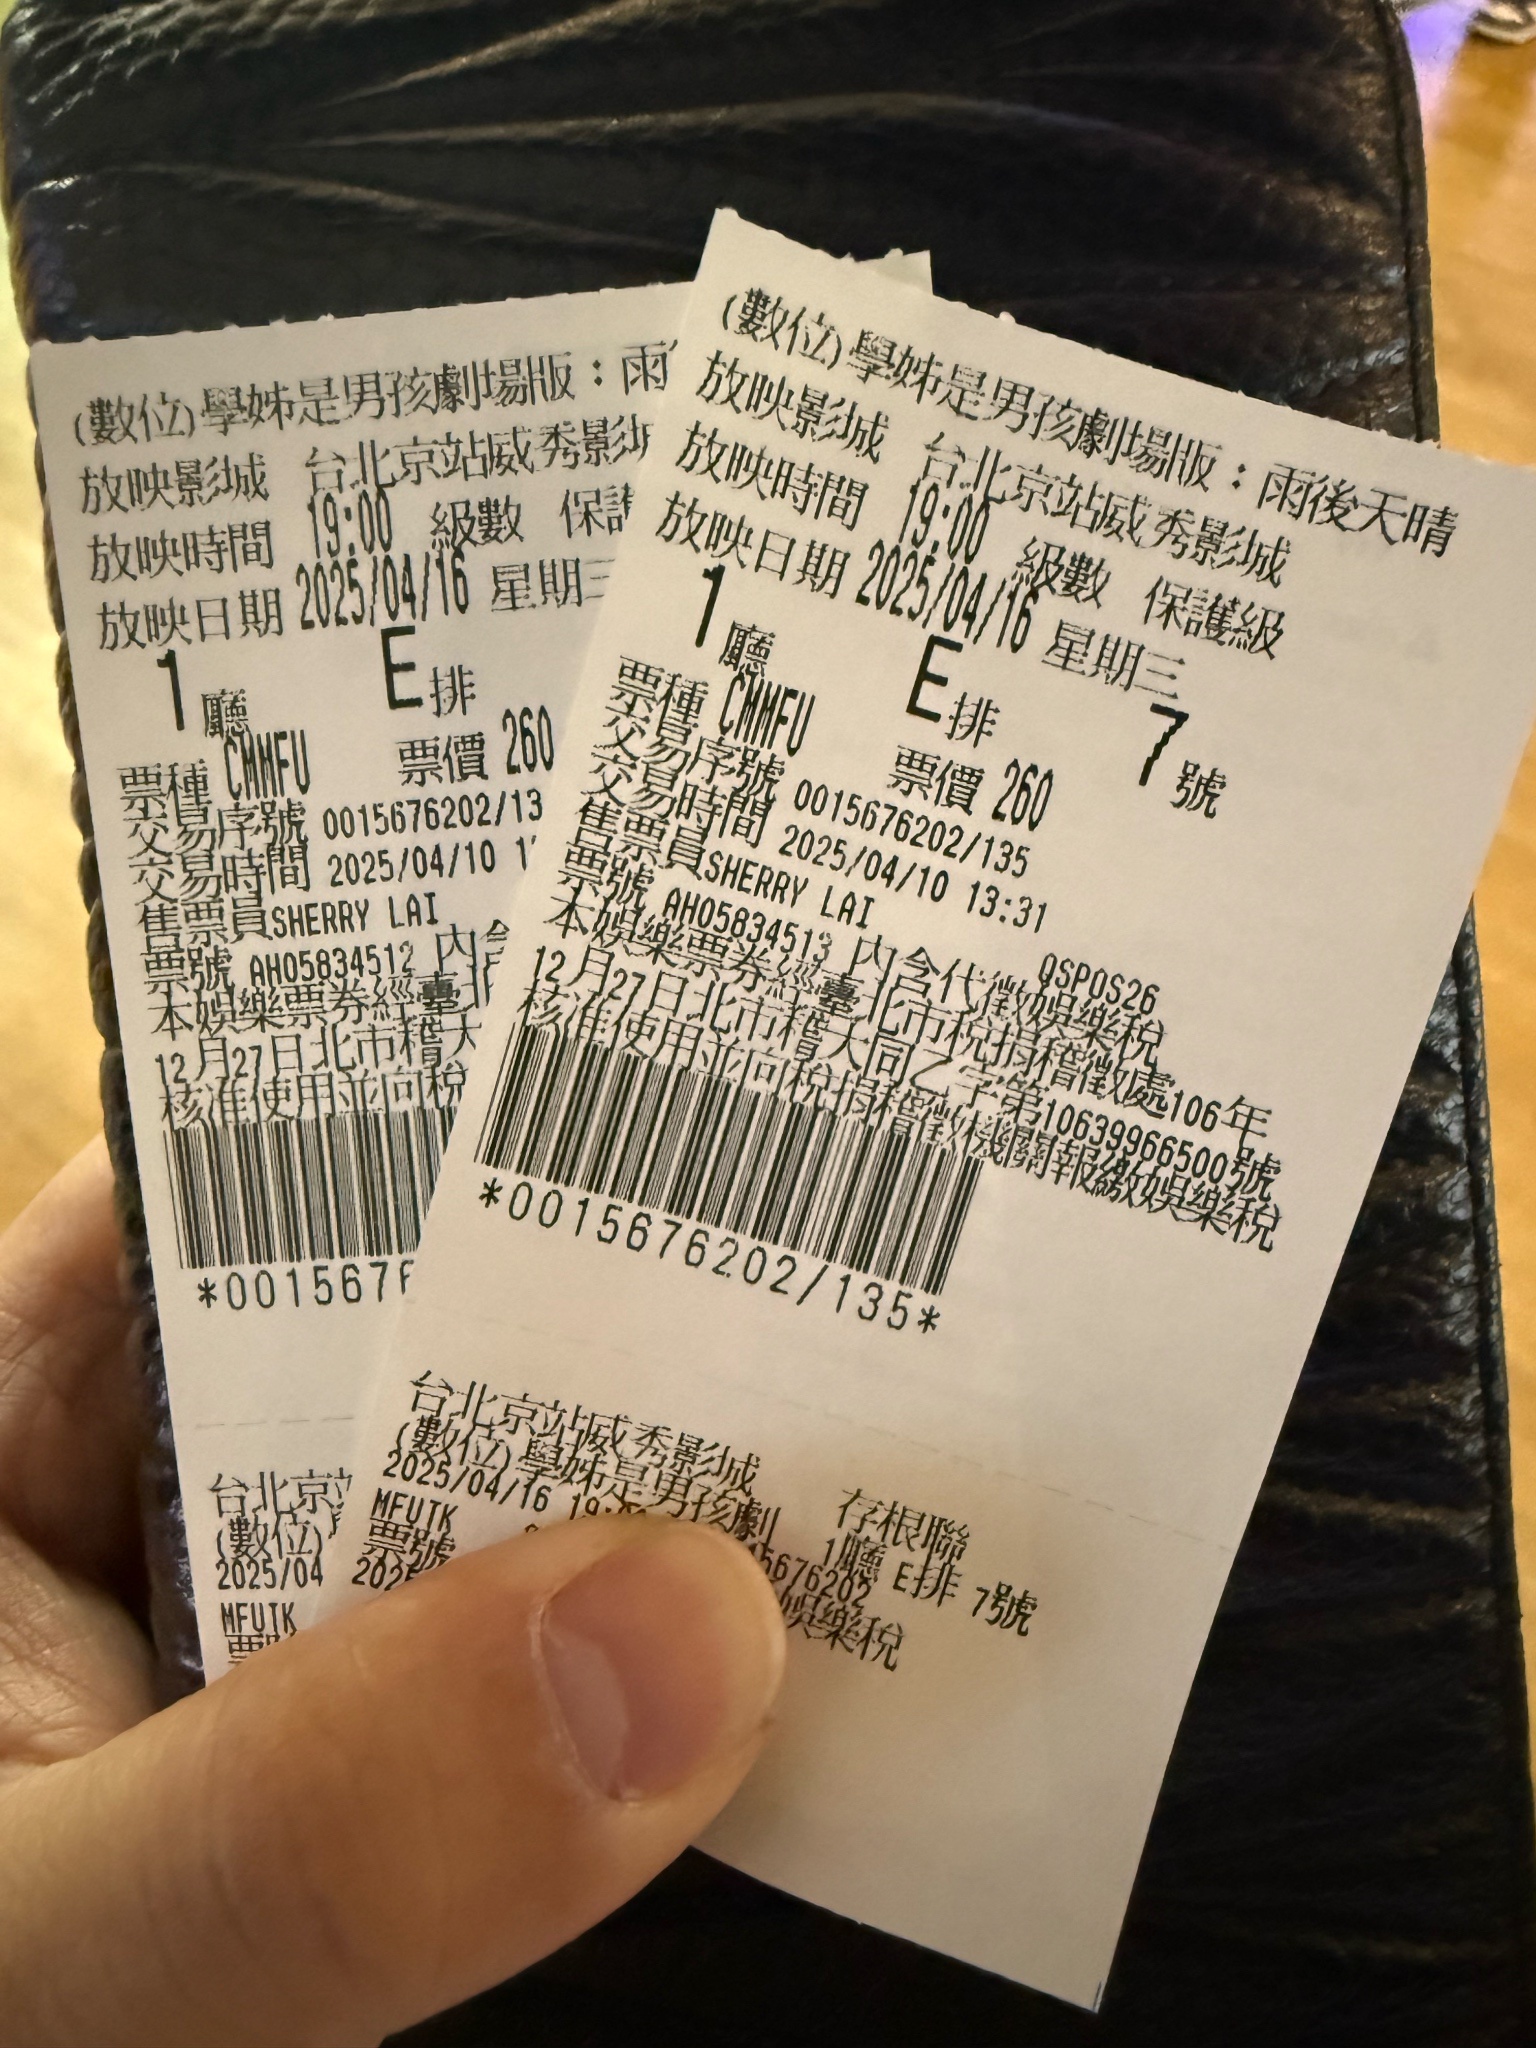 (數位)學姊是男孩劇場版：雨
放映影城 台北京站威秀影城
放映時間 19:00 級數 保護
放映日期 2025/04/16 星期三
1廳 E排
票種 CMMFU 票價 260
交易序號 0015676202/13
交易時間 2025/04/10 1
售票員SHERRY LAI
票號 AH05834512 內含
本娛樂票券經臺北
12月27日北市稽大
核准使用並向稅
*001567
台北京
(數位)
2025/04
MFUTK
(數位)學姊是男孩劇場版：雨後天晴
放映影城 台北京站威秀影城
放映時間 19:00 級數 保護級
放映日期 2025/04/16 星期三
1廳 E排 7號
票種 CMMFU 票價 260
交易序號 0015676202/135
交易時間 2025/04/10 13:31
售票員SHERRY LAI QSPOS26
票號 AH05834513 內含代徵娛樂稅
本娛樂票券經臺北市稅捐稽徵處106年
12月27日北市稽大同乙字第10639966500號
核准使用並向稅捐稽徵機關報繳娛樂稅
*0015676202/135*
台北京站威秀影城 存根聯
(數位)學姊是男孩劇
2025/04/16 19: 1廳 E排 7號
MFUTK 5676202
票號 娛樂稅
202